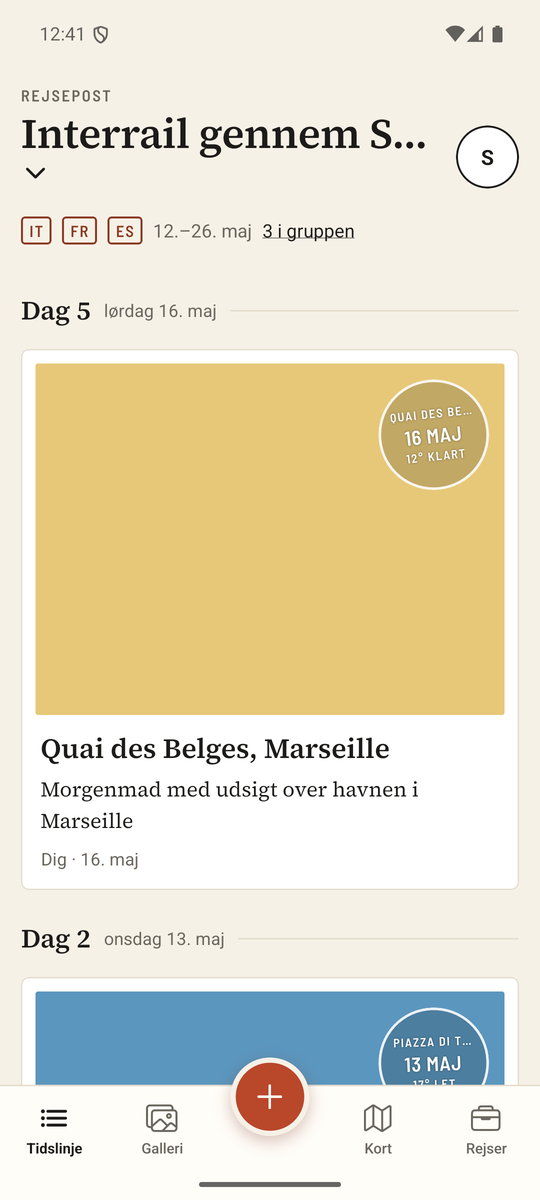 12:41
REJSEPOST
Interrail gennem S...
S
IT FR ES 12.–26. maj 3 i gruppen
Dag 5 lørdag 16. maj
QUAI DES BE...
16 MAJ
12° KLART
Quai des Belges, Marseille
Morgenmad med udsigt over havnen i
Marseille
Dig · 16. maj
Dag 2 onsdag 13. maj
PIAZZA DI T...
13 MAJ
17° LET
Tidslinje
Galleri
Kort
Rejser